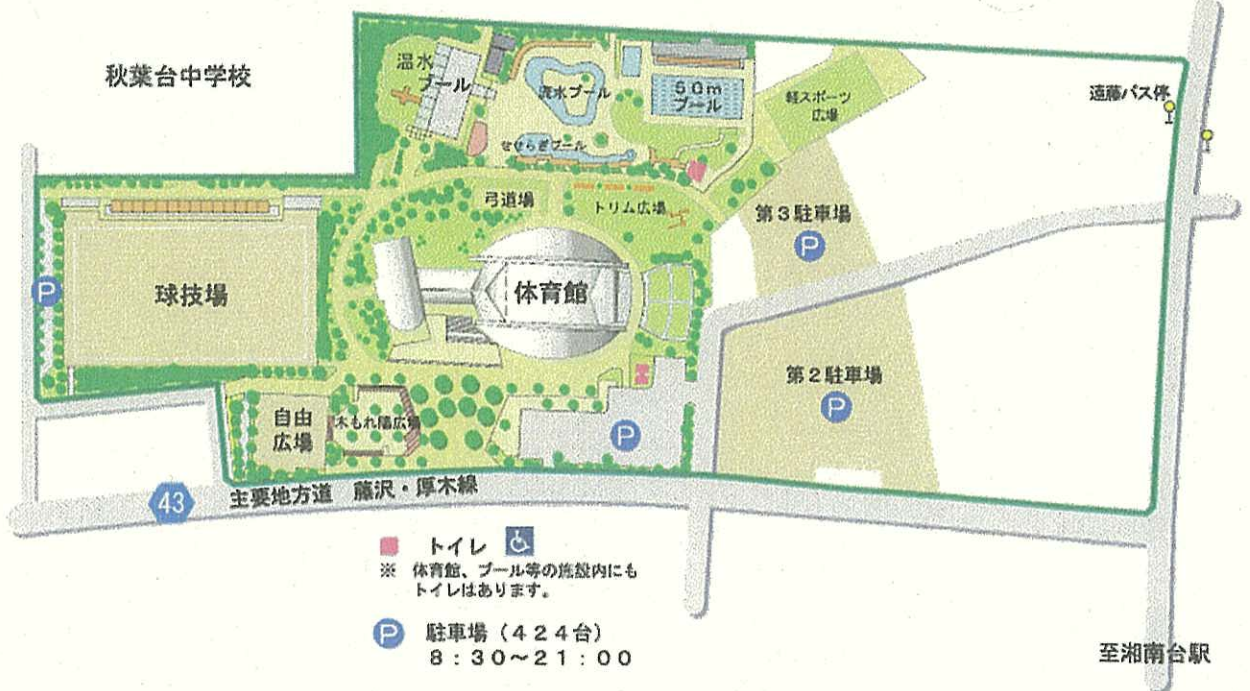 秋葉台中学校
温水
プール
流水プール
50m
プール
軽スポーツ
広場
遠藤バス停
せせらぎプール
弓道場
トリム広場
第3駐車場
P
P
球技場
体育館
第2駐車場
P
自由
広場
木もれ陽広場
P
43
主要地方道 藤沢・厚木線
トイレ
※ 体育館、プール等の施設内にも
トイレはあります。
P 駐車場(424台)
8:30~21:00
至湘南台駅